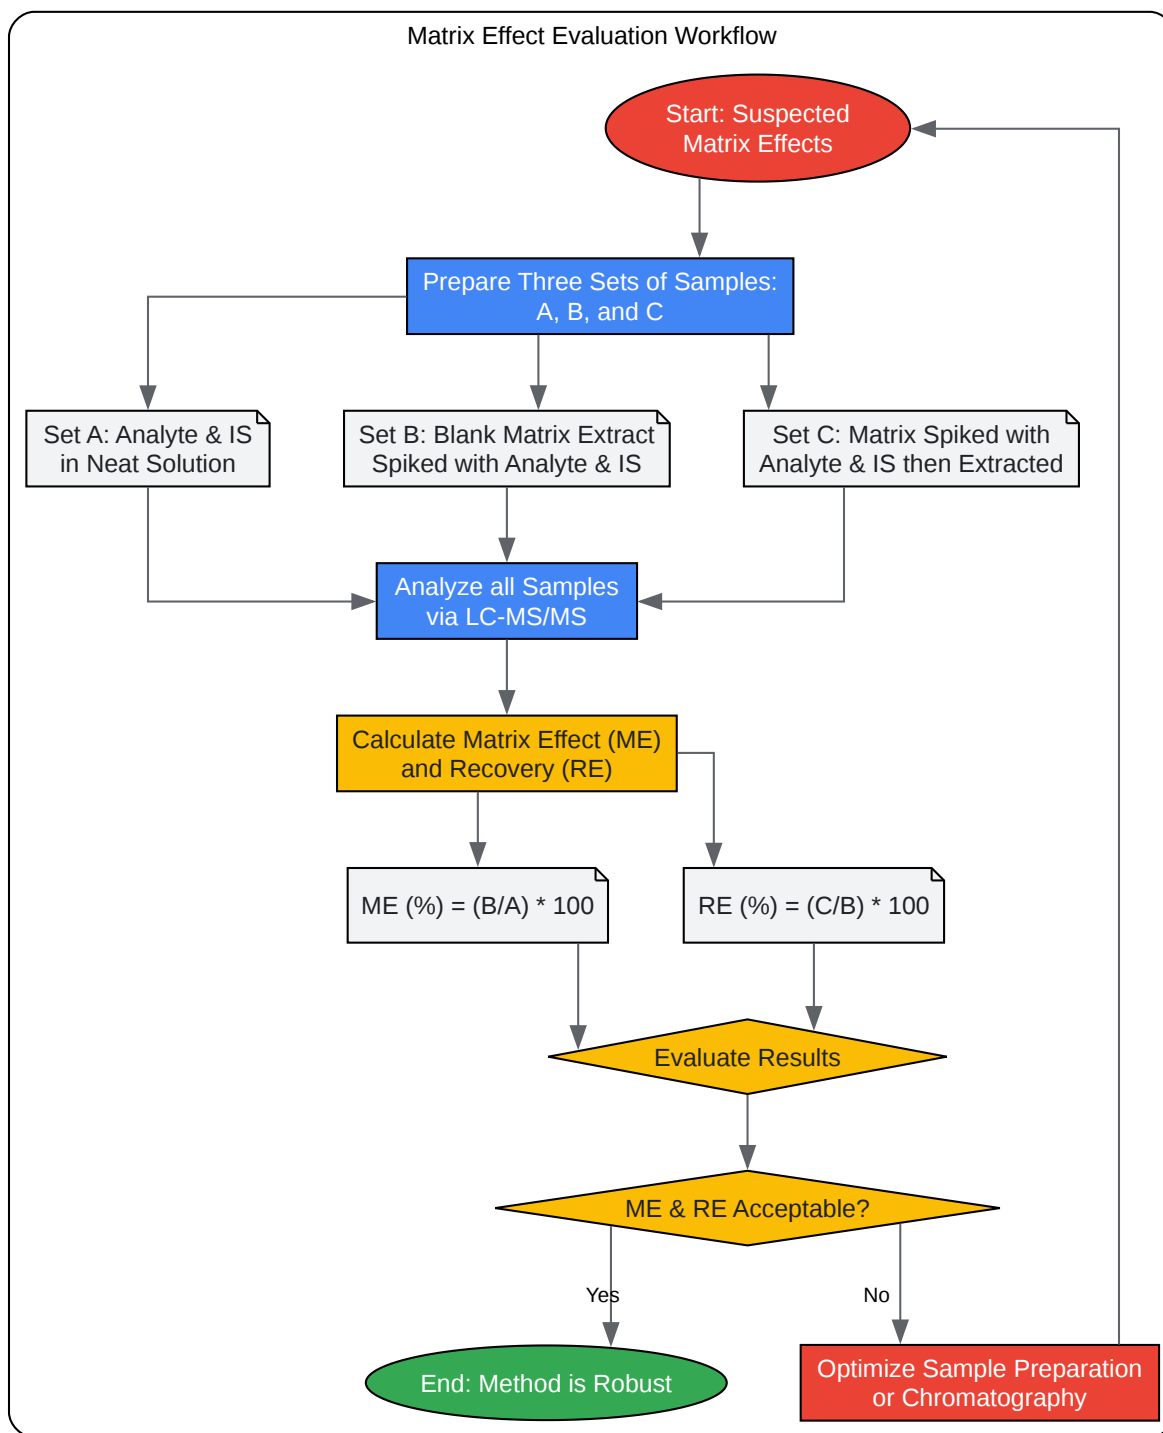 Matrix Effect Evaluation Workflow
Start: Suspected
Matrix Effects
Prepare Three Sets of Samples:
A, B, and C
Set A: Analyte & IS
in Neat Solution
Set B: Blank Matrix Extract
Spiked with Analyte & IS
Set C: Matrix Spiked with
Analyte & IS then Extracted
Analyze all Samples
via LC-MS/MS
Calculate Matrix Effect (ME)
and Recovery (RE)
ME (%) = (B/A) * 100
RE (%) = (C/B) * 100
Evaluate Results
ME & RE Acceptable?
Yes
No
End: Method is Robust
Optimize Sample Preparation
or Chromatography